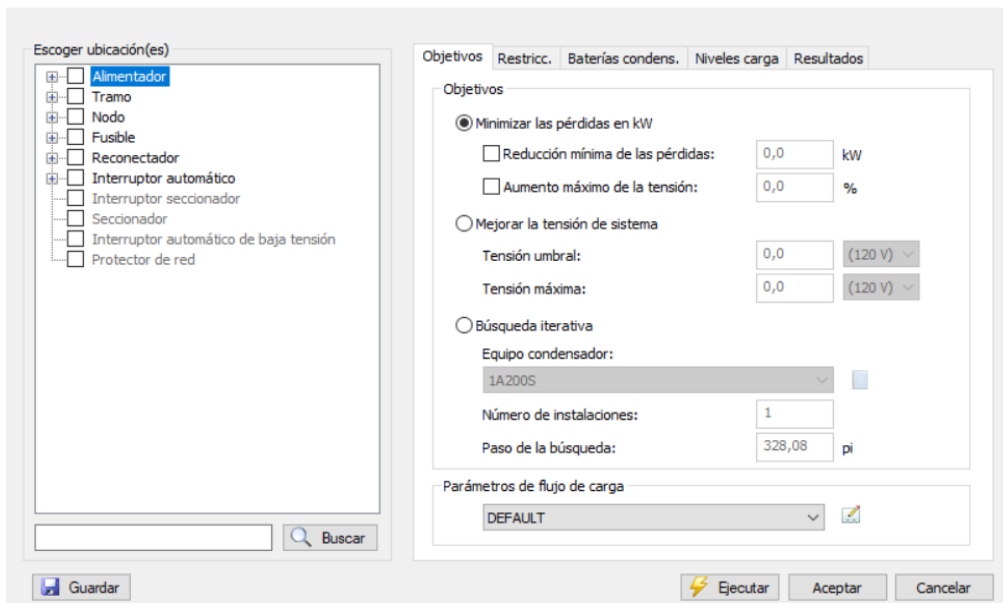 Escoger ubicación(es)
Alimentador
Tramo
Nodo
Fusible
Reconectador
Interruptor automático
Interruptor seccionador
Seccionador
Interruptor automático de baja tensión
Protector de red
Buscar
Objetivos Restricc. Baterías condens. Niveles carga Resultados
Objetivos
Minimizar las pérdidas en kW
Reducción mínima de las pérdidas: 0,0 kW
Aumento máximo de la tensión: 0,0 %
Mejorar la tensión de sistema
Tensión umbral: 0,0 (120 V)
Tensión máxima: 0,0 (120 V)
Búsqueda iterativa
Equipo condensador:
1A200S
Número de instalaciones: 1
Paso de la búsqueda: 328,08 pi
Parámetros de flujo de carga
DEFAULT
Guardar Ejecutar Aceptar Cancelar